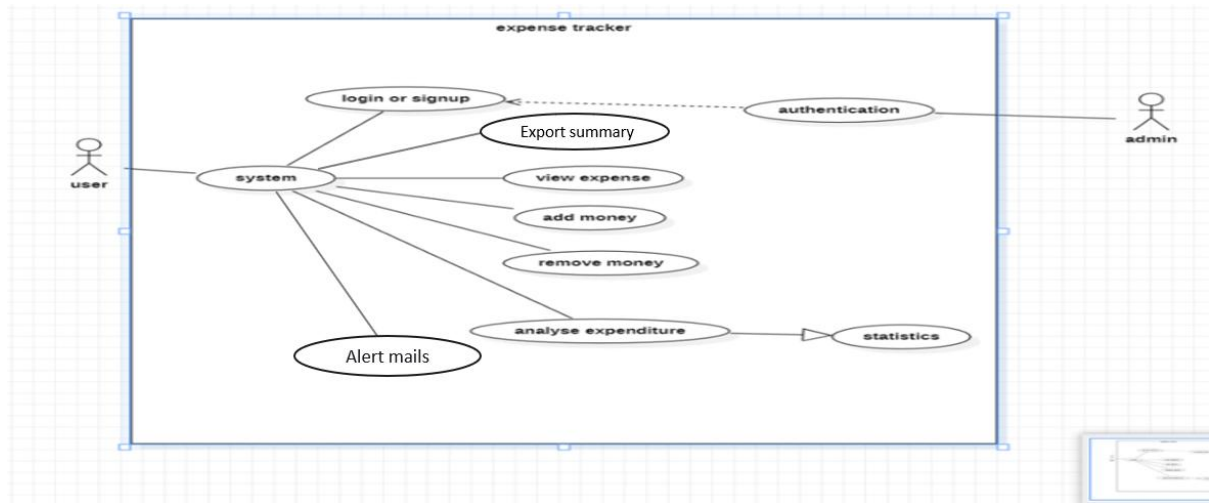 expense tracker
login or signup
authentication
Export summary
admin
user
system
view expense
add money
remove money
analyse expenditure
statistics
Alert mails